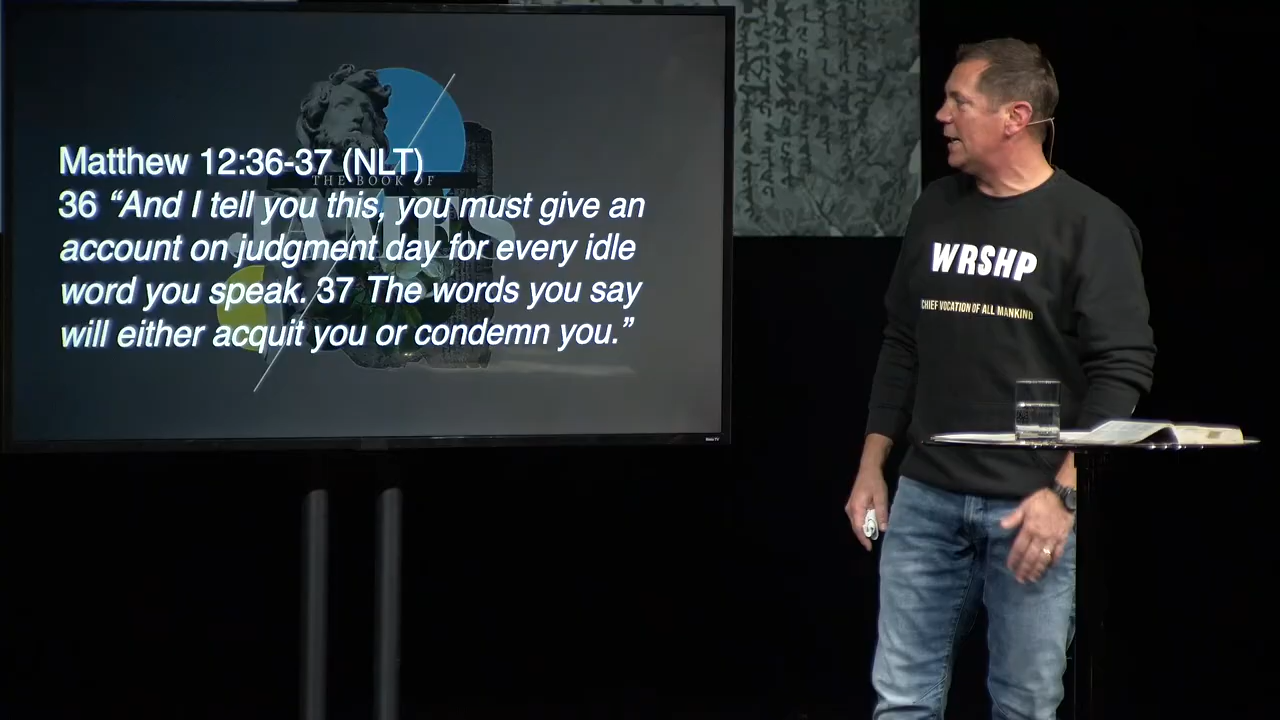 Matthew 12:36-37 (NLT)
THE BOOK OF
JAMES
36 “And I tell you this, you must give an
account on judgment day for every idle
word you speak. 37 The words you say
will either acquit you or condemn you.”
WRSHP
CHIEF VOCATION OF ALL MANKIND